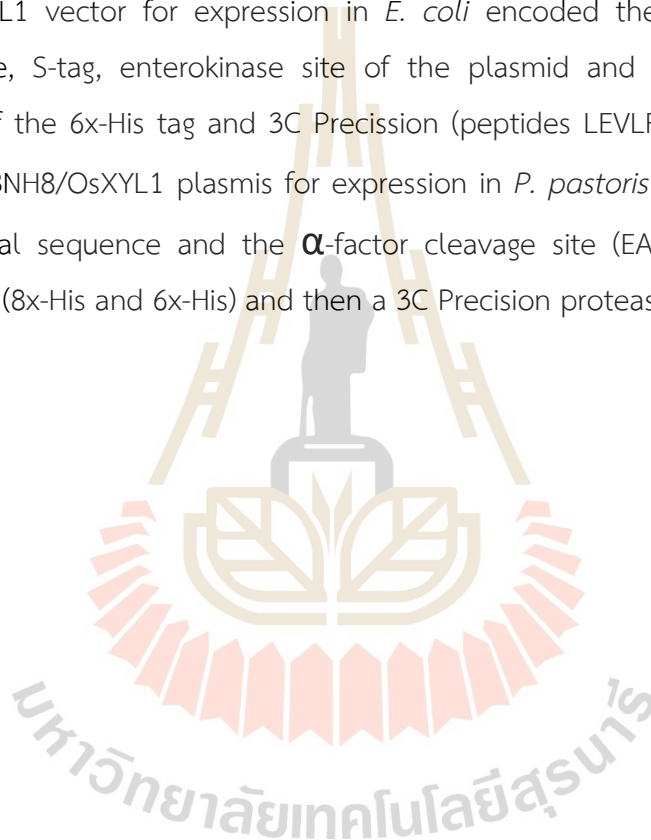 L1 vector for expression in E. coli encoded the
e, S-tag, enterokinase site of the plasmid and
f the 6x-His tag and 3C Precission (peptides LEVLF
BNH8/OsXYL1 plasmis for expression in P. pastoris
al sequence and the α-factor cleavage site (EA
(8x-His and 6x-His) and then a 3C Precision proteas
มหาวิทยาลัยเทคโนโลยีสุรนารี